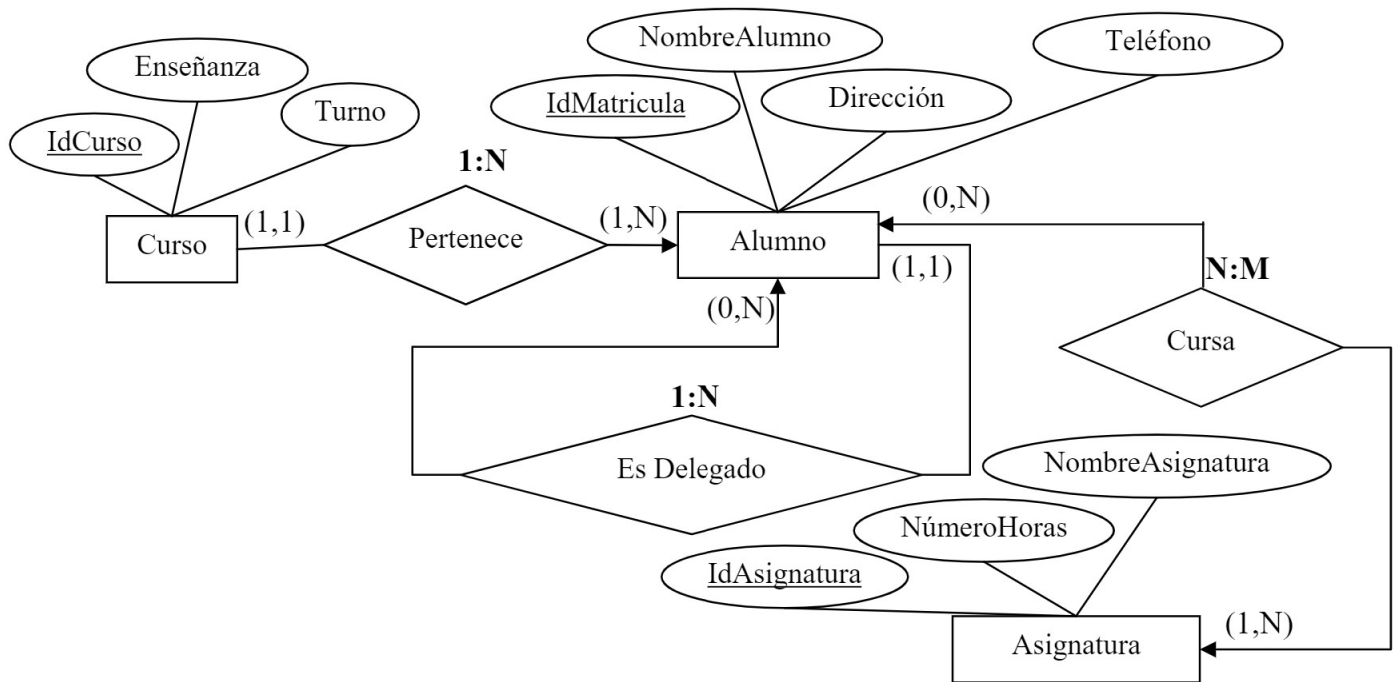 NombreAlumno
Teléfono
Enseñanza
IdMatricula
Dirección
Turno
IdCurso
1:N
(1,1)
(1,N)
(0,N)
Curso
Pertenece
Alumno
(1,1)
N:M
(0,N)
Cursa
1:N
Es Delegado
NombreAsignatura
NúmeroHoras
IdAsignatura
(1,N)
Asignatura